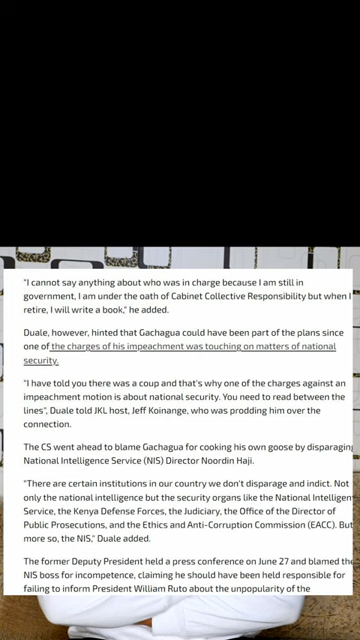 "I cannot say anything about who was in charge because I am still in
government, I am under the oath of Cabinet Collective Responsibility but when I
retire, I will write a book," he added.
Duale, however, hinted that Gachagua could have been part of the plans since
one of the charges of his impeachment was touching on matters of national
security.
"I have told you there was a coup and that's why one of the charges against an
impeachment motion is about national security. You need to read between the
lines", Duale told JKL host, Jeff Koinange, who was prodding him over the
connection.
The CS went ahead to blame Gachagua for cooking his own goose by disparaging
National Intelligence Service (NIS) Director Noordin Haji.
"There are certain institutions in our country we don't disparage and indict. Not
only the national intelligence but the security organs like the National Intelligen
Service, the Kenya Defense Forces, the Judiciary, the Office of the Director of
Public Prosecutions, and the Ethics and Anti-Corruption Commission (EACC). But
more so, the NIS," Duale added.
The former Deputy President held a press conference on June 27 and blamed the
NIS boss for incompetence, claiming he should have been held responsible for
failing to inform President William Ruto about the unpopularity of the